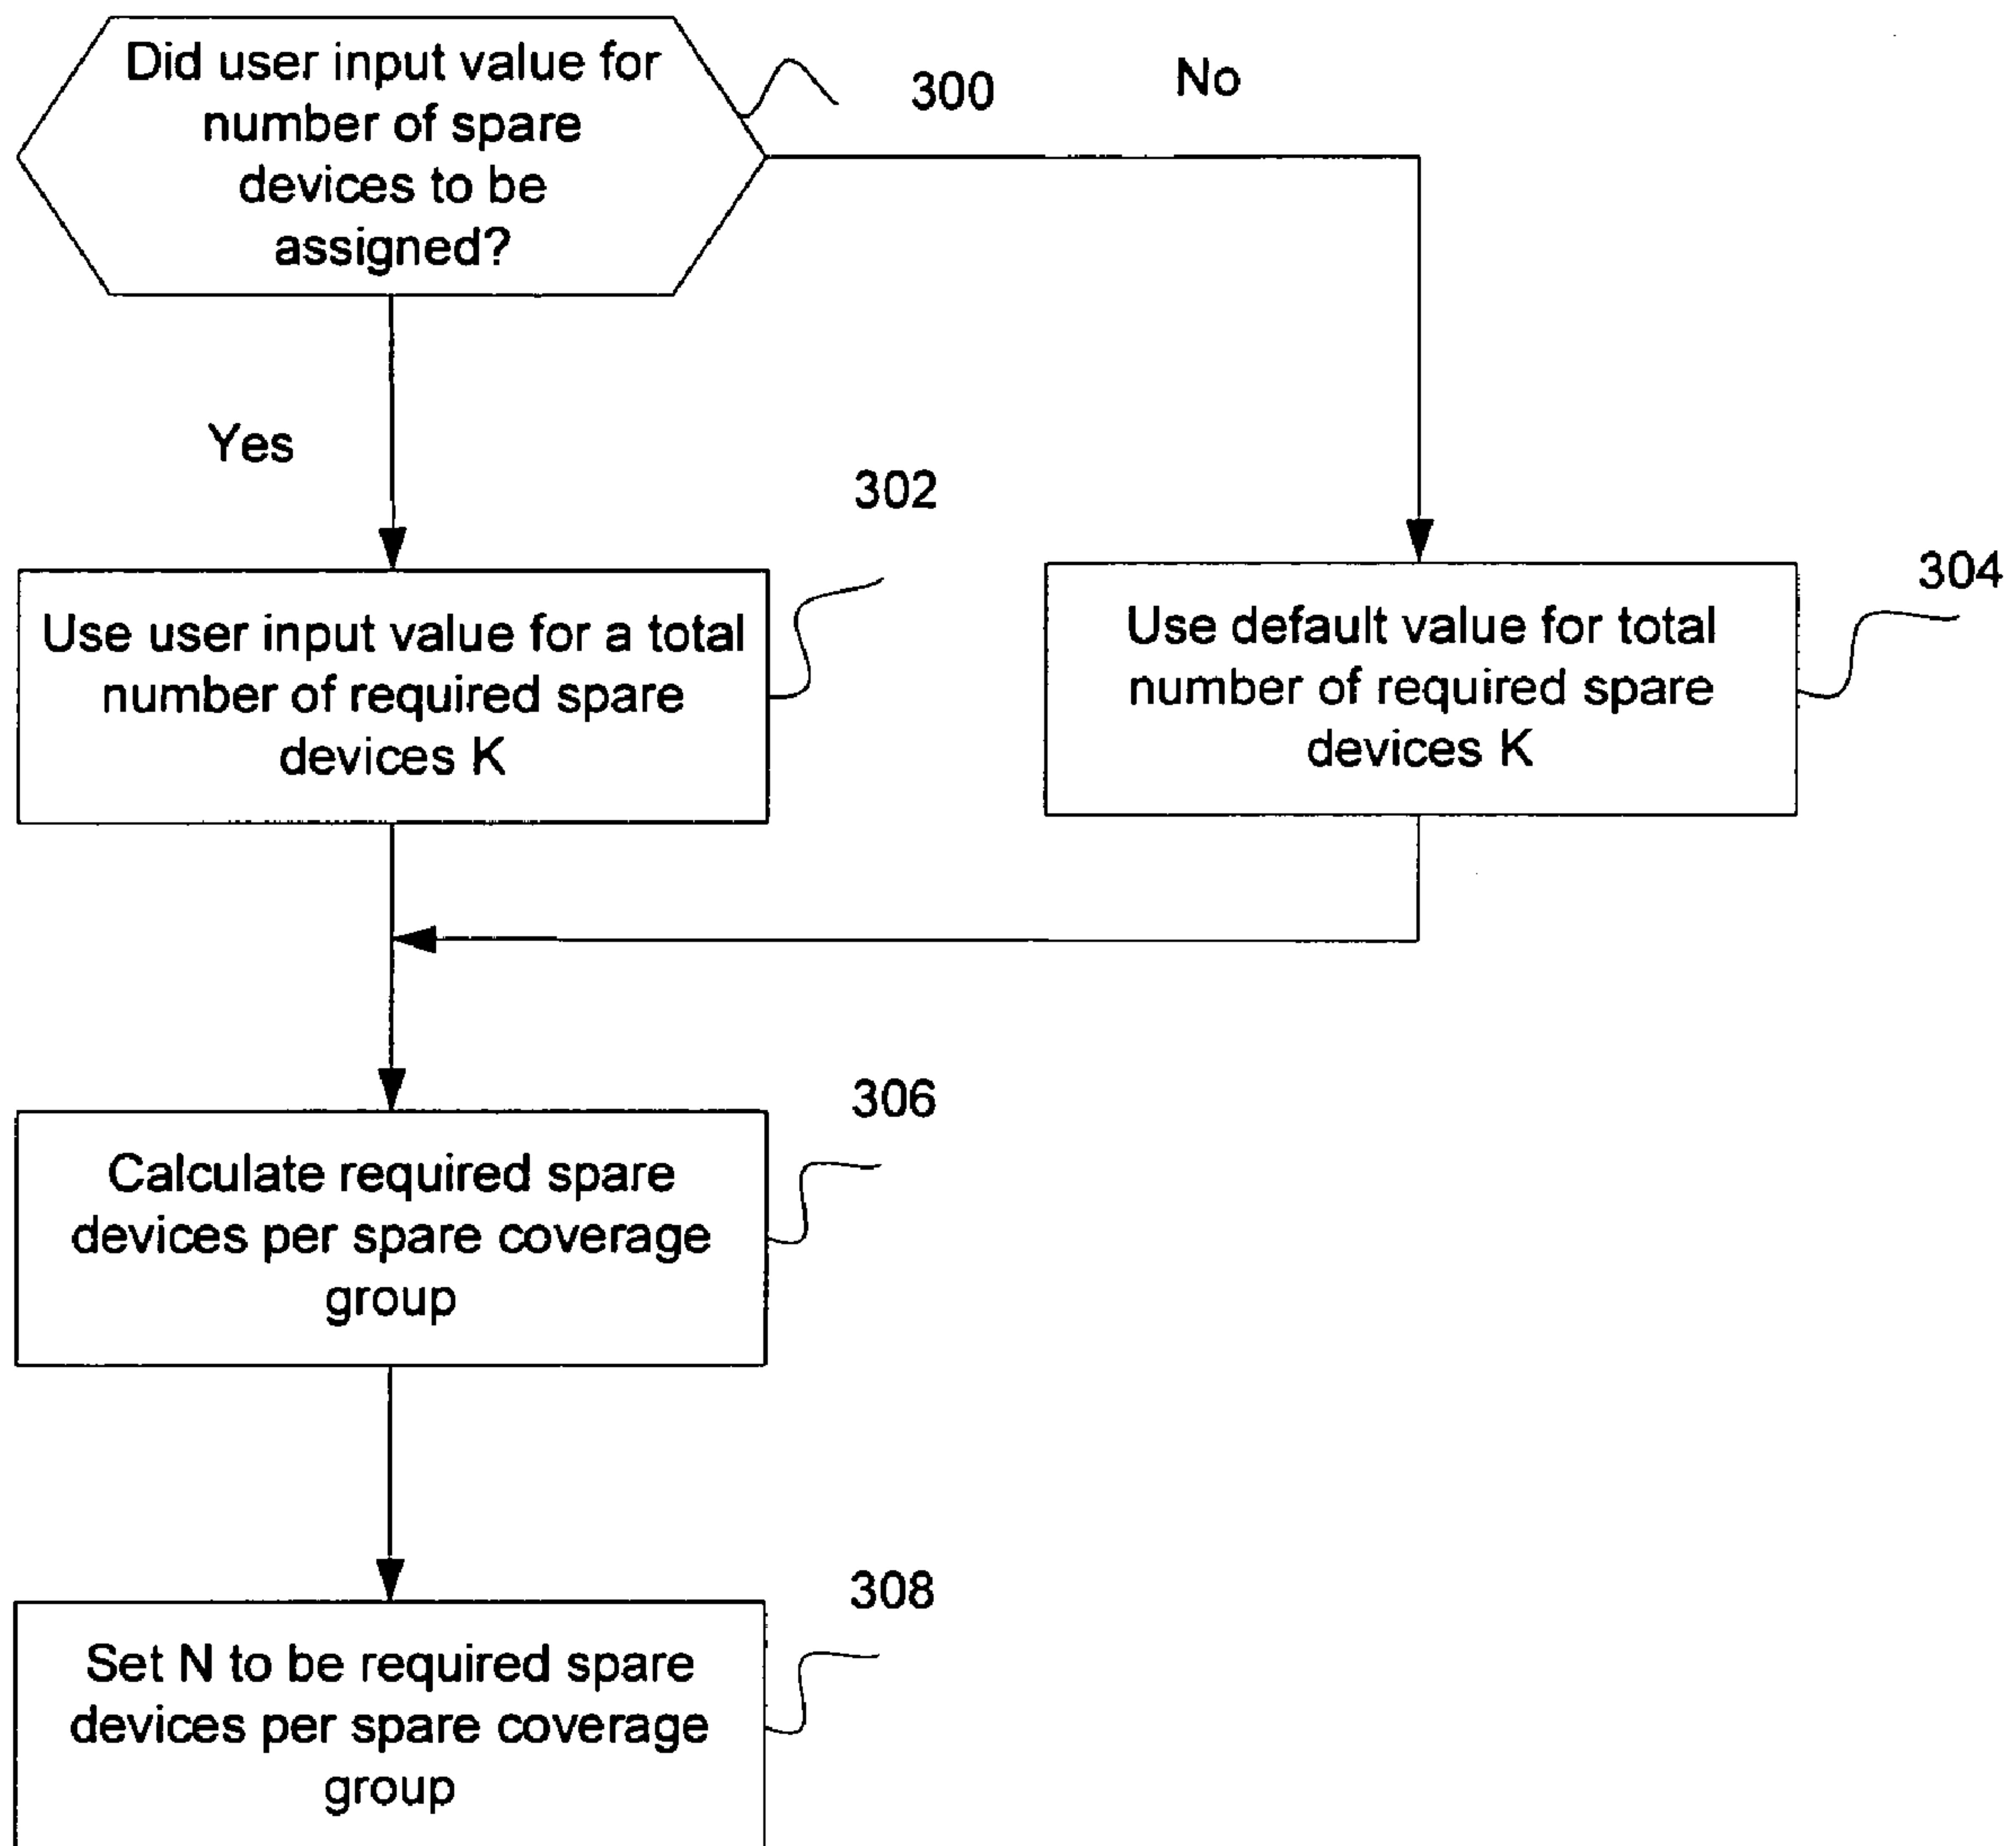 Did user input value for
number of spare
devices to be
assigned?
300
No
Yes
302
Use user input value for a total
number of required spare
devices K
304
Use default value for total
number of required spare
devices K
306
Calculate required spare
devices per spare coverage
group
308
Set N to be required spare
devices per spare coverage
group